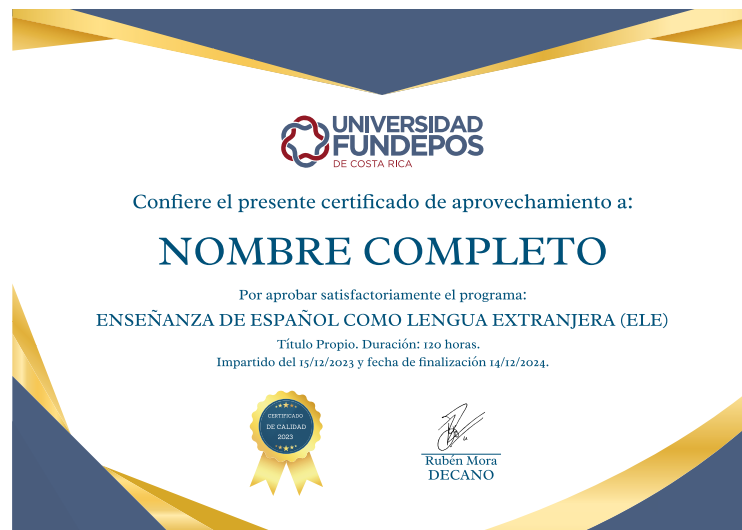 UNIVERSIDAD
FUNDEPOS
DE COSTA RICA
Confiere el presente certificado de aprovechamiento a:
NOMBRE COMPLETO
Por aprobar satisfactoriamente el programa:
ENSEÑANZA DE ESPAÑOL COMO LENGUA EXTRANJERA (ELE)
Título Propio. Duración: 120 horas.
Impartido del 15/12/2023 y fecha de finalización 14/12/2024.
CERTIFICADO
DE CALIDAD
2023
Rubén Mora
DECANO